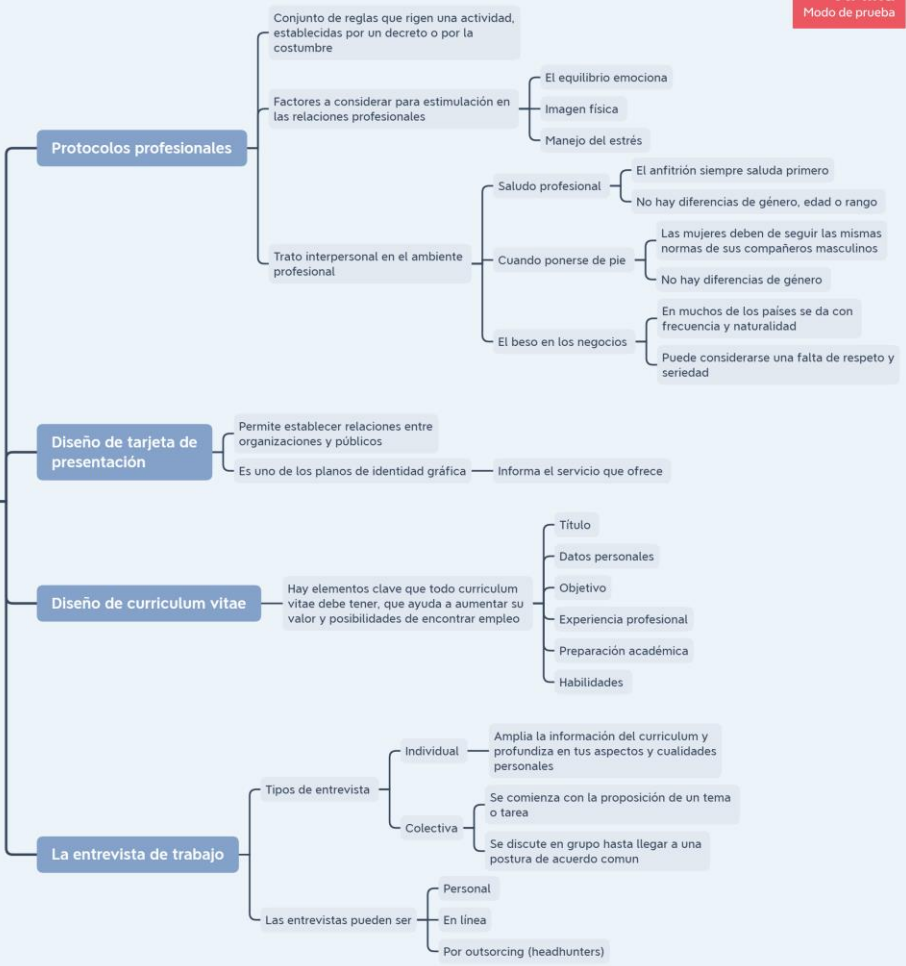 Modo de prueba
Conjunto de reglas que rigen una actividad,
establecidas por un decreto o por la
costumbre
Factores a considerar para estimulación en
las relaciones profesionales
El equilibrio emociona
Imagen física
Manejo del estrés
Protocolos profesionales
Saludo profesional
El anfitrión siempre saluda primero
No hay diferencias de género, edad o rango
Trato interpersonal en el ambiente
profesional
Cuando ponerse de pie
Las mujeres deben de seguir las mismas
normas de sus compañeros masculinos
No hay diferencias de género
El beso en los negocios
En muchos de los países se da con
frecuencia y naturalidad
Puede considerarse una falta de respeto y
seriedad
Diseño de tarjeta de
presentación
Permite establecer relaciones entre
organizaciones y públicos
Es uno de los planos de identidad gráfica
Informa el servicio que ofrece
Diseño de curriculum vitae
Hay elementos clave que todo curriculum
vitae debe tener, que ayuda a aumentar su
valor y posibilidades de encontrar empleo
Título
Datos personales
Objetivo
Experiencia profesional
Preparación académica
Habilidades
La entrevista de trabajo
Tipos de entrevista
Individual
Amplia la información del curriculum y
profundiza en tus aspectos y cualidades
personales
Colectiva
Se comienza con la proposición de un tema
o tarea
Se discute en grupo hasta llegar a una
postura de acuerdo comun
Las entrevistas pueden ser
Personal
En línea
Por outsorcing (headhunters)